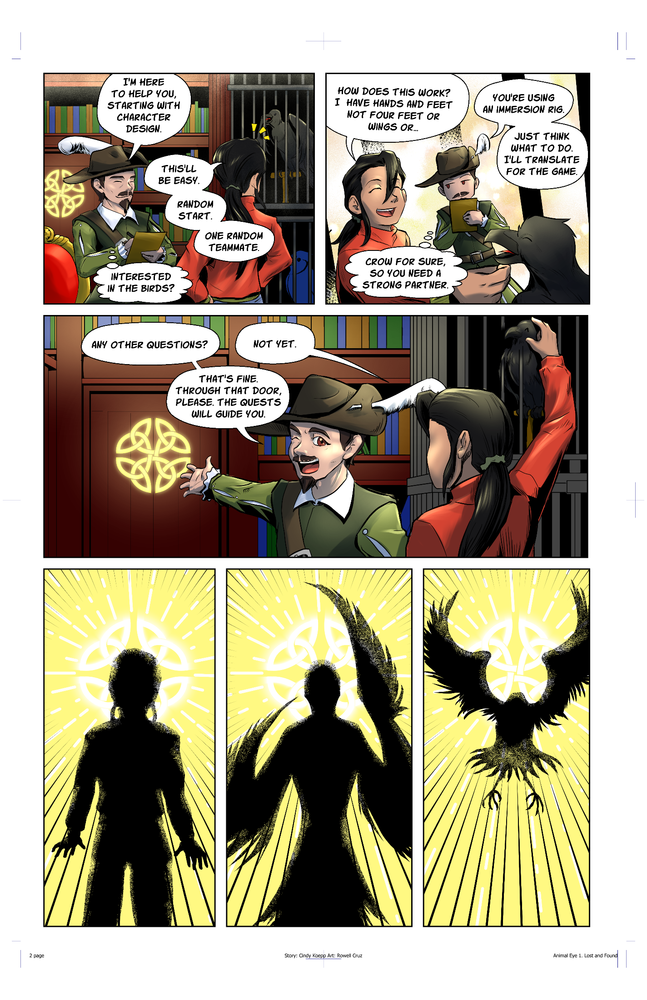 I'M HERE
TO HELP YOU,
STARTING WITH
CHARACTER
DESIGN.
THIS'LL
BE EASY.
RANDOM
START.
ONE RANDOM
TEAMMATE.
INTERESTED
IN THE BIRDS?
HOW DOES THIS WORK?
I HAVE HANDS AND FEET
NOT FOUR FEET OR
WINGS OR...
YOU'RE USING
AN IMMERSION RIG.
JUST THINK
WHAT TO DO.
I'LL TRANSLATE
FOR THE GAME.
CROW FOR SURE,
SO YOU NEED A
STRONG PARTNER.
ANY OTHER QUESTIONS?
NOT YET.
THAT'S FINE.
THROUGH THAT DOOR,
PLEASE. THE QUESTS
WILL GUIDE YOU.
2 page
Story: Cindy Koepp Art: Rowell Cruz
Animal Eye 1. Lost and Found